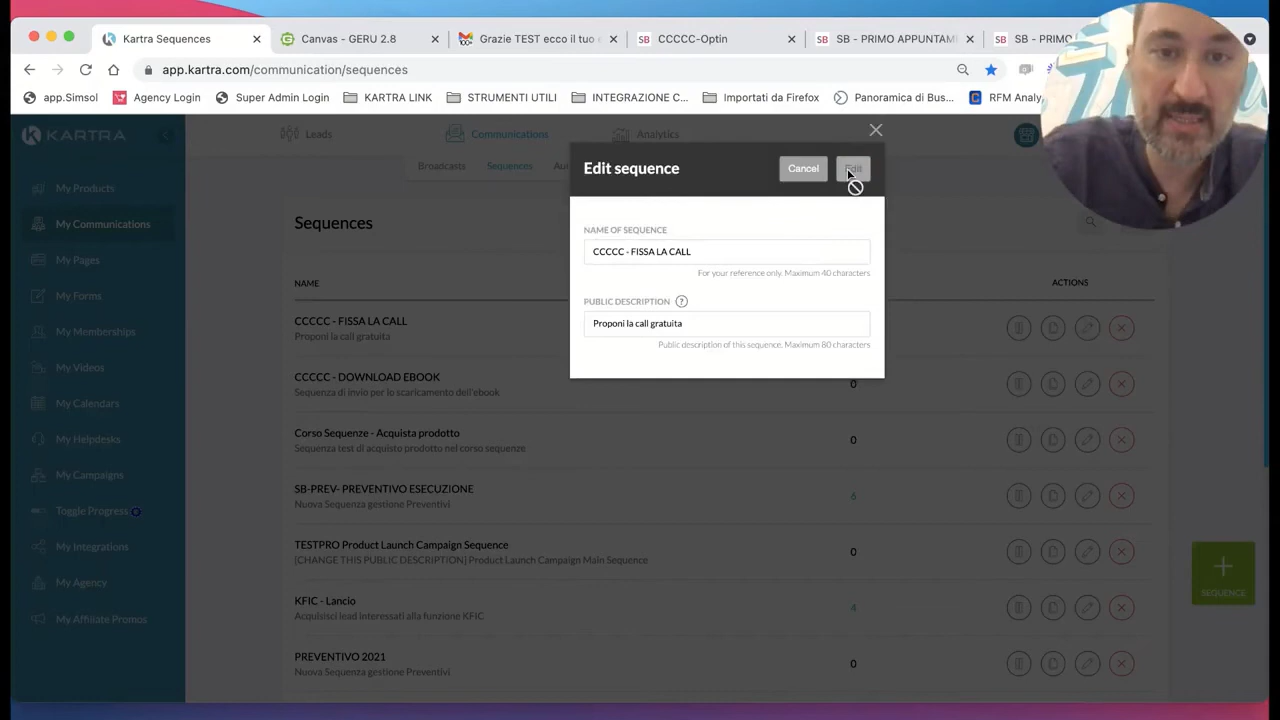 Kartra Sequences
Canvas - GERU 2.8
Grazie TEST ecco il tuo e
CCCCC-Optin
SB - PRIMO APPUNTAM
SB - PRIMO
app.kartra.com/communication/sequences
app.Simsol
Agency Login
Super Admin Login
KARTRA LINK
STRUMENTI UTILI
INTEGRAZIONE C...
Importati da Firefox
Panoramica di Bus...
RFM Analy
KARTRA
Leads
Communications
Analytics
Broadcasts
Sequences
Au
My Products
My Communications
My Pages
My Forms
My Memberships
My Videos
My Calendars
My Helpdesks
My Campaigns
Toggle Progress
My Integrations
My Agency
My Affiliate Promos
Edit sequence
Cancel
Edit
NAME OF SEQUENCE
CCCCC - FISSA LA CALL
For your reference only. Maximum 40 characters
PUBLIC DESCRIPTION ?
Proponi la call gratuita
Public description of this sequence. Maximum 80 characters
Sequences
NAME
ACTIONS
CCCCC - FISSA LA CALL
Proponi la call gratuita
CCCCC - DOWNLOAD EBOOK
0
Sequenza di invio per lo scaricamento dell'ebook
Corso Sequenze - Acquista prodotto
0
Sequenza test di acquisto prodotto nel corso sequenze
SB-PREV- PREVENTIVO ESECUZIONE
6
Nuova Sequenza gestione Preventivi
TESTPRO Product Launch Campaign Sequence
0
[CHANGE THIS PUBLIC DESCRIPTION] Product Launch Campaign Main Sequence
KFIC - Lancio
4
Acquisisci lead interessati alla funzione KFIC
PREVENTIVO 2021
0
Nuova Sequenza gestione Preventivi
+
SEQUENCE